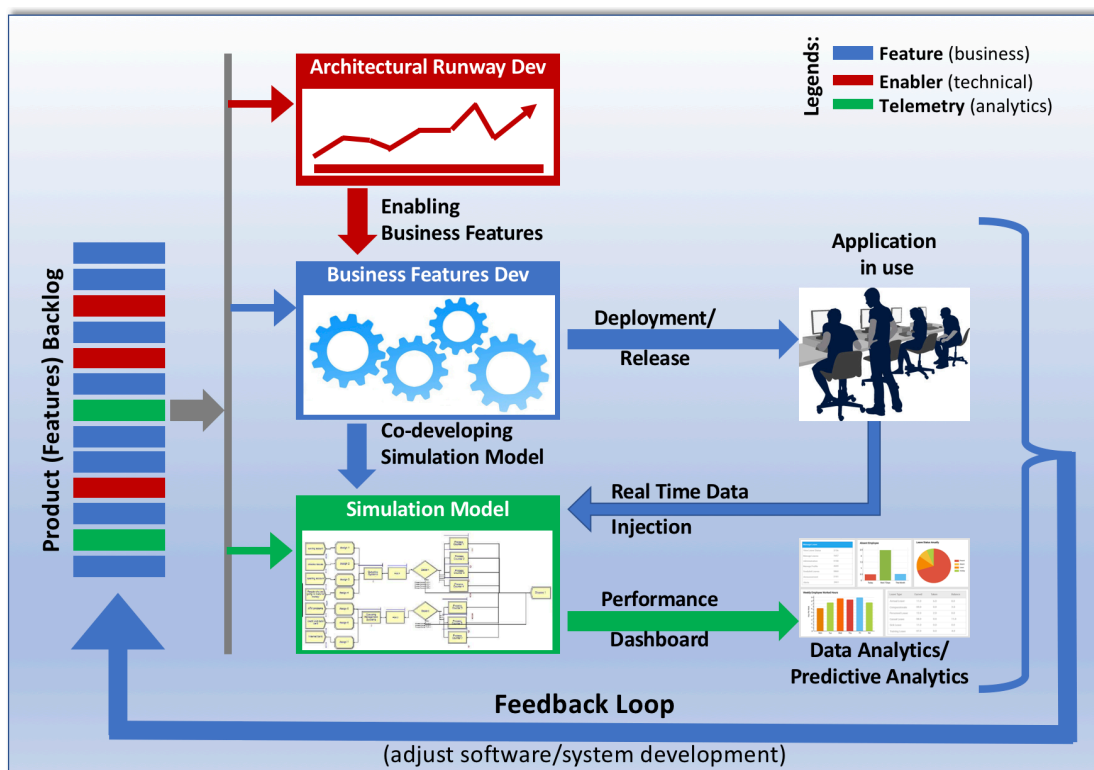 Architectural Runway Dev
Legends:
Feature (business)
Enabler (technical)
Telemetry (analytics)
Enabling
Business Features
Product (Features) Backlog
Business Features Dev
Deployment/
Release
Application
in use
Co-developing
Simulation Model
Simulation Model
Real Time Data
Injection
Performance
Dashboard
Data Analytics/
Predictive Analytics
Feedback Loop
(adjust software/system development)